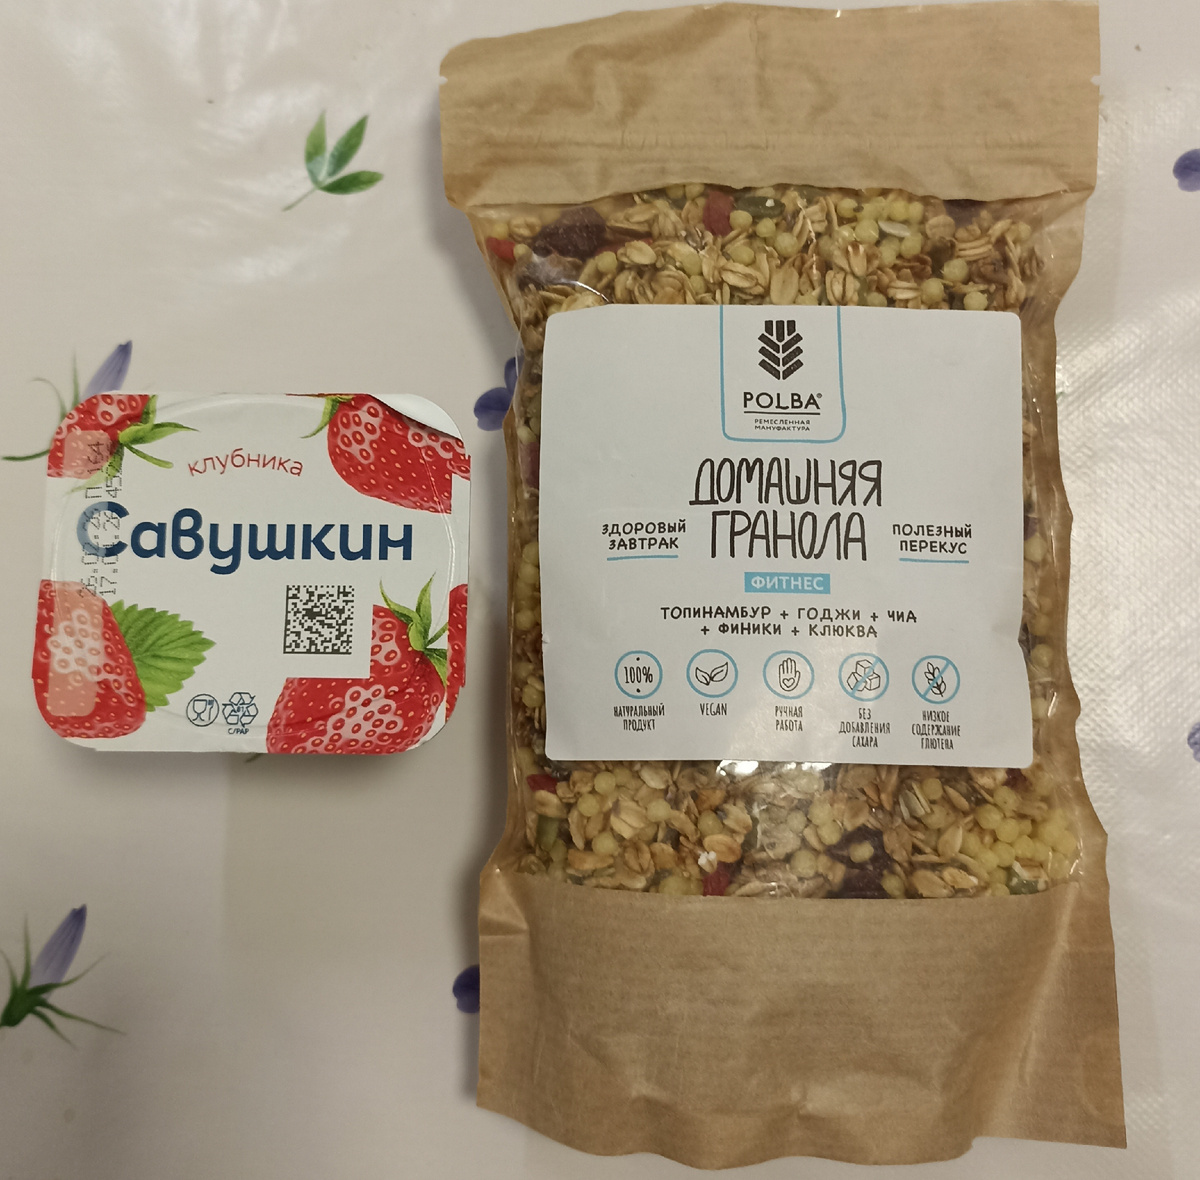 клубника
Савушкин
C/PAP
POLBA®
РЕМЕСЛЕННАЯ
МАНУФАКТУРА
ДОМАШНЯЯ
ГРАНОЛА
ЗДОРОВЫЙ
ЗАВТРАК
ПОЛЕЗНЫЙ
ПЕРЕКУС
ФИТНЕС
ТОПИНАМБУР + ГОДЖИ + ЧИА
+ ФИНИКИ + КЛЮКВА
100%
НАТУРАЛЬНЫЙ
ПРОДУКТ
VEGAN
РУЧНАЯ
РАБОТА
БЕЗ
ДОБАВЛЕНИЯ
САХАРА
НИЗКОЕ
СОДЕРЖАНИЕ
ГЛЮТЕНА